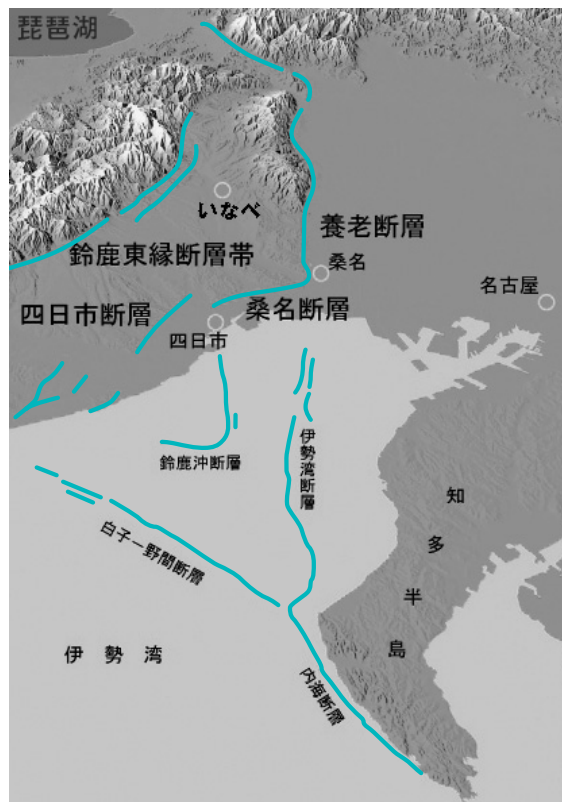 琵琶湖
いなべ
養老断層
鈴鹿東縁断層帯
桑名
名古屋
四日市断層
桑名断層
四日市
鈴鹿沖断層
伊勢湾断層
知多半島
白子ー野間断層
伊勢湾
内海断層